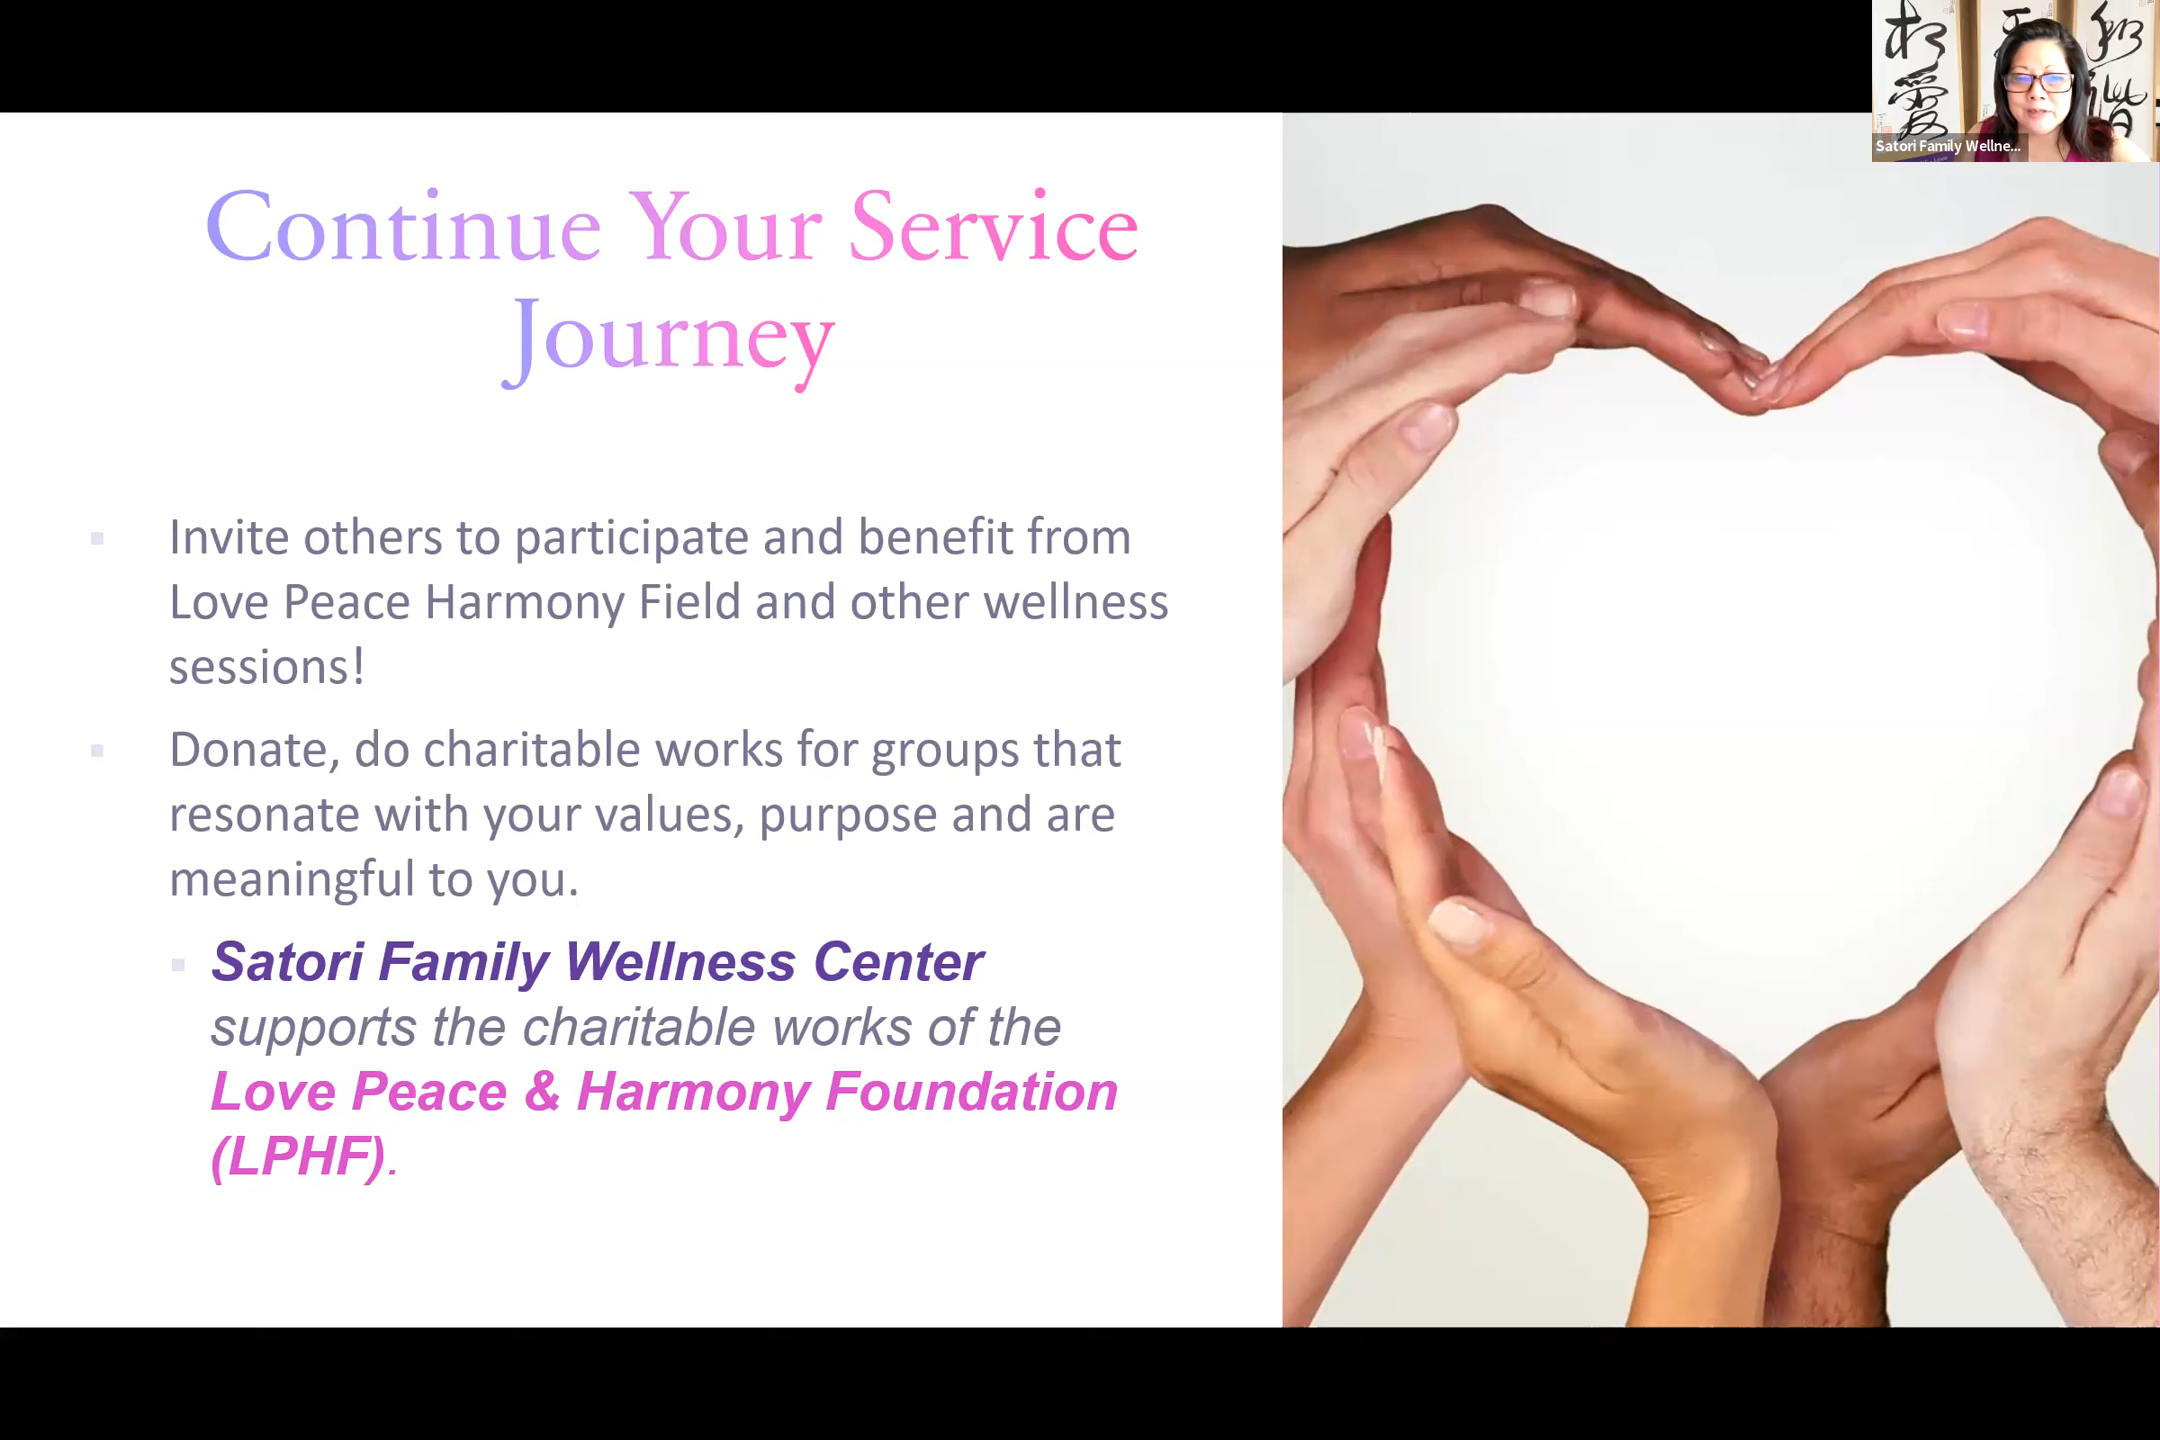 Continue Your Service
Journey
Invite others to participate and benefit from
Love Peace Harmony Field and other wellness
sessions!
Donate, do charitable works for groups that
resonate with your values, purpose and are
meaningful to you.
Satori Family Wellness Center
supports the charitable works of the
Love Peace & Harmony Foundation
(LPHF).
Satori Family Wellne...
愛